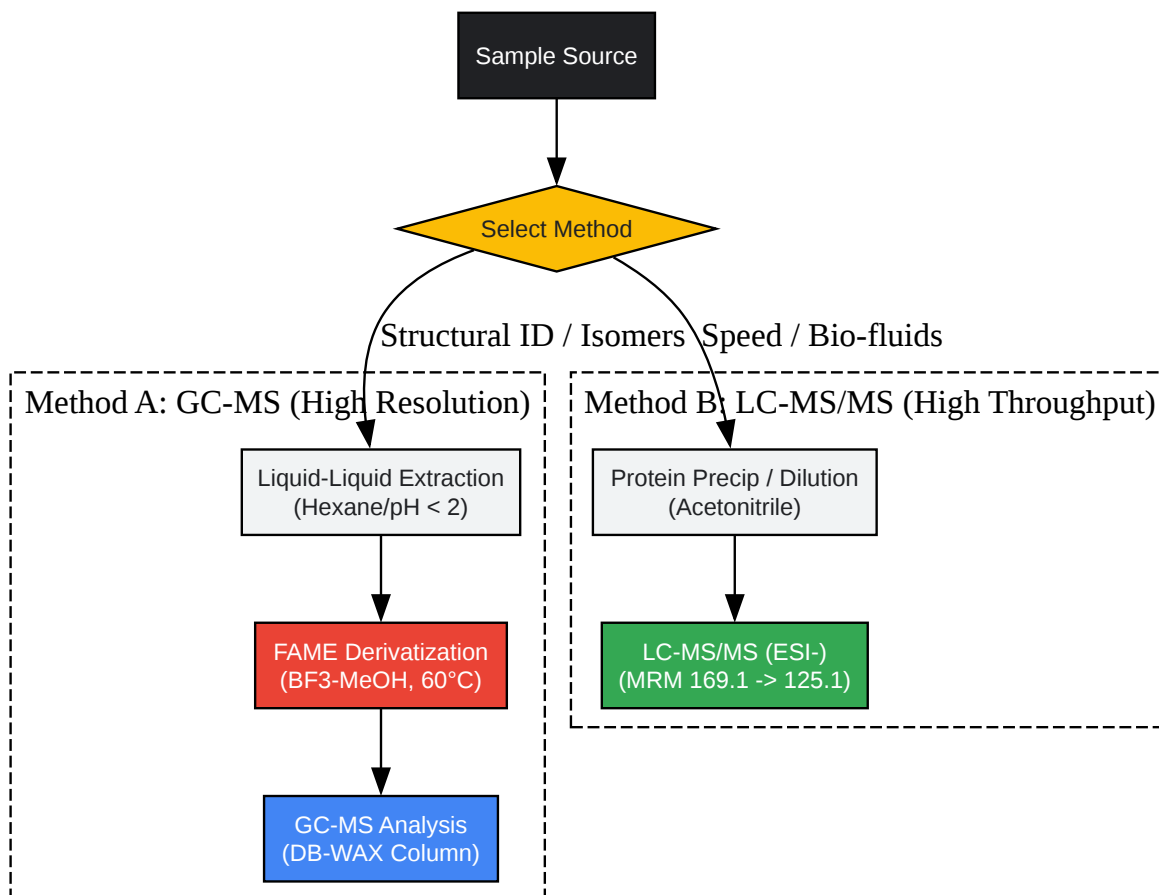 Sample Source
Select Method
Structural ID / Isomers
Speed / Bio-fluids
Method A: GC-MS (High Resolution)
Liquid-Liquid Extraction
(Hexane/pH < 2)
FAME Derivatization
(BF3-MeOH, 60°C)
GC-MS Analysis
(DB-WAX Column)
Method B: LC-MS/MS (High Throughput)
Protein Precip / Dilution
(Acetonitrile)
LC-MS/MS (ESI-)
(MRM 169.1 -> 125.1)